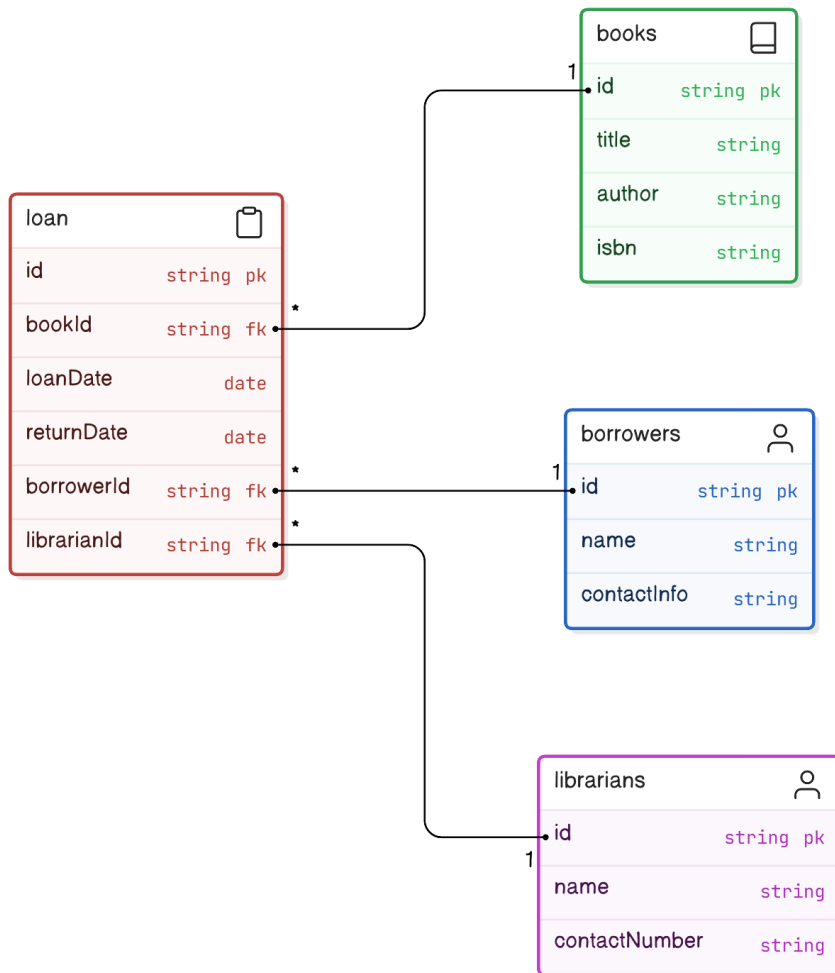 books
1
id string pk
title string
author string
isbn string
loan
id string pk
bookId string fk
*
loanDate date
returnDate date
borrowerId string fk
*
librarianId string fk
*
borrowers
1
id string pk
name string
contactInfo string
librarians
id string pk
1
name string
contactNumber string